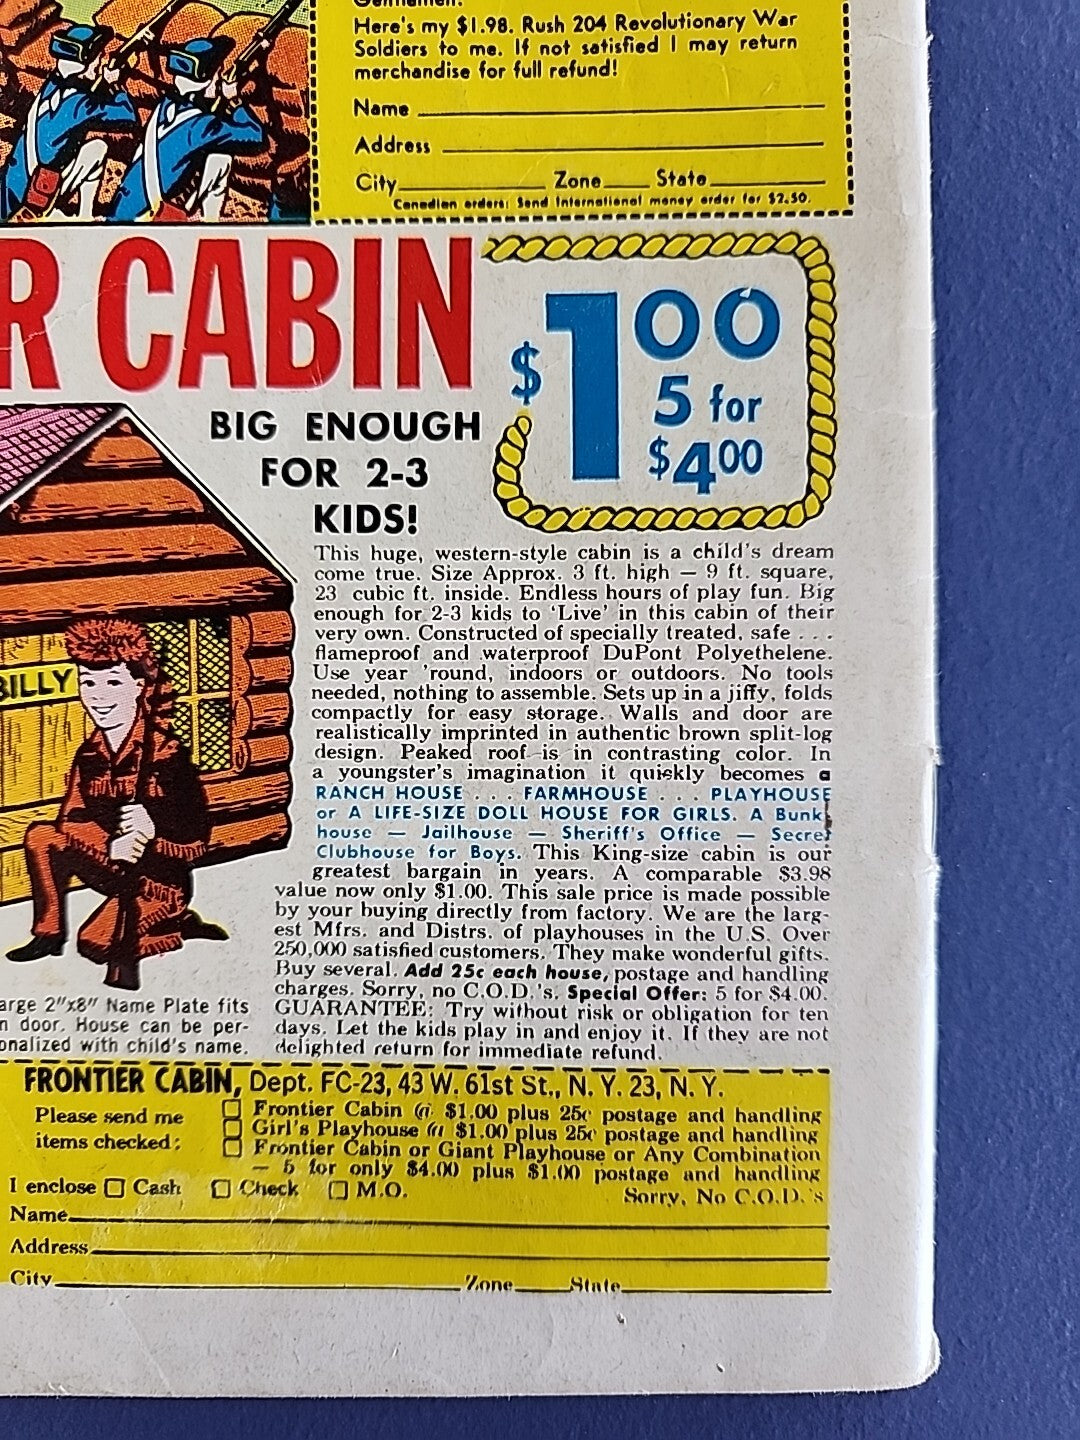 Gentlemen:
Here's my $1.98. Rush 204 Revolutionary War
Soldiers to me. If not satisfied I may return
merchandise for full refund!
Name
Address
City Zone State
Canadian orders: Send International money order for $2.50.
R CABIN
$1.00
5 for
$4.00
BIG ENOUGH
FOR 2-3
KIDS!
This huge, western-style cabin is a child's dream
come true. Size Approx. 3 ft. high — 9 ft. square,
23 cubic ft. inside. Endless hours of play fun. Big
enough for 2-3 kids to 'Live' in this cabin of their
very own. Constructed of specially treated, safe . . .
flameproof and waterproof DuPont Polyethelene.
Use year 'round, indoors or outdoors. No tools
needed, nothing to assemble. Sets up in a jiffy, folds
compactly for easy storage. Walls and door are
realistically imprinted in authentic brown split-log
design. Peaked roof is in contrasting color. In
a youngster's imagination it quickly becomes a
RANCH HOUSE . . . FARMHOUSE . . . PLAYHOUSE
or A LIFE-SIZE DOLL HOUSE FOR GIRLS. A Bunk
house — Jailhouse — Sheriff's Office — Secret
Clubhouse for Boys. This King-size cabin is our
greatest bargain in years. A comparable $3.98
value now only $1.00. This sale price is made possible
by your buying directly from factory. We are the larg-
est Mfrs. and Distrs. of playhouses in the U.S. Over
250,000 satisfied customers. They make wonderful gifts.
Buy several. Add 25c each house, postage and handling
charges. Sorry, no C.O.D.'s. Special Offer: 5 for $4.00.
GUARANTEE: Try without risk or obligation for ten
days. Let the kids play in and enjoy it. If they are not
delighted return for immediate refund.
BILLY
arge 2"x8" Name Plate fits
n door. House can be per-
onalized with child's name.
FRONTIER CABIN, Dept. FC-23, 43 W. 61st St., N. Y. 23, N. Y.
Please send me
items checked:
Frontier Cabin @ $1.00 plus 25c postage and handling
Girl's Playhouse @ $1.00 plus 25c postage and handling
Frontier Cabin or Giant Playhouse or Any Combination
— 5 for only $4.00 plus $1.00 postage and handling
I enclose Cash Check M.O. Sorry, No C.O.D.'s
Name
Address
City Zone State